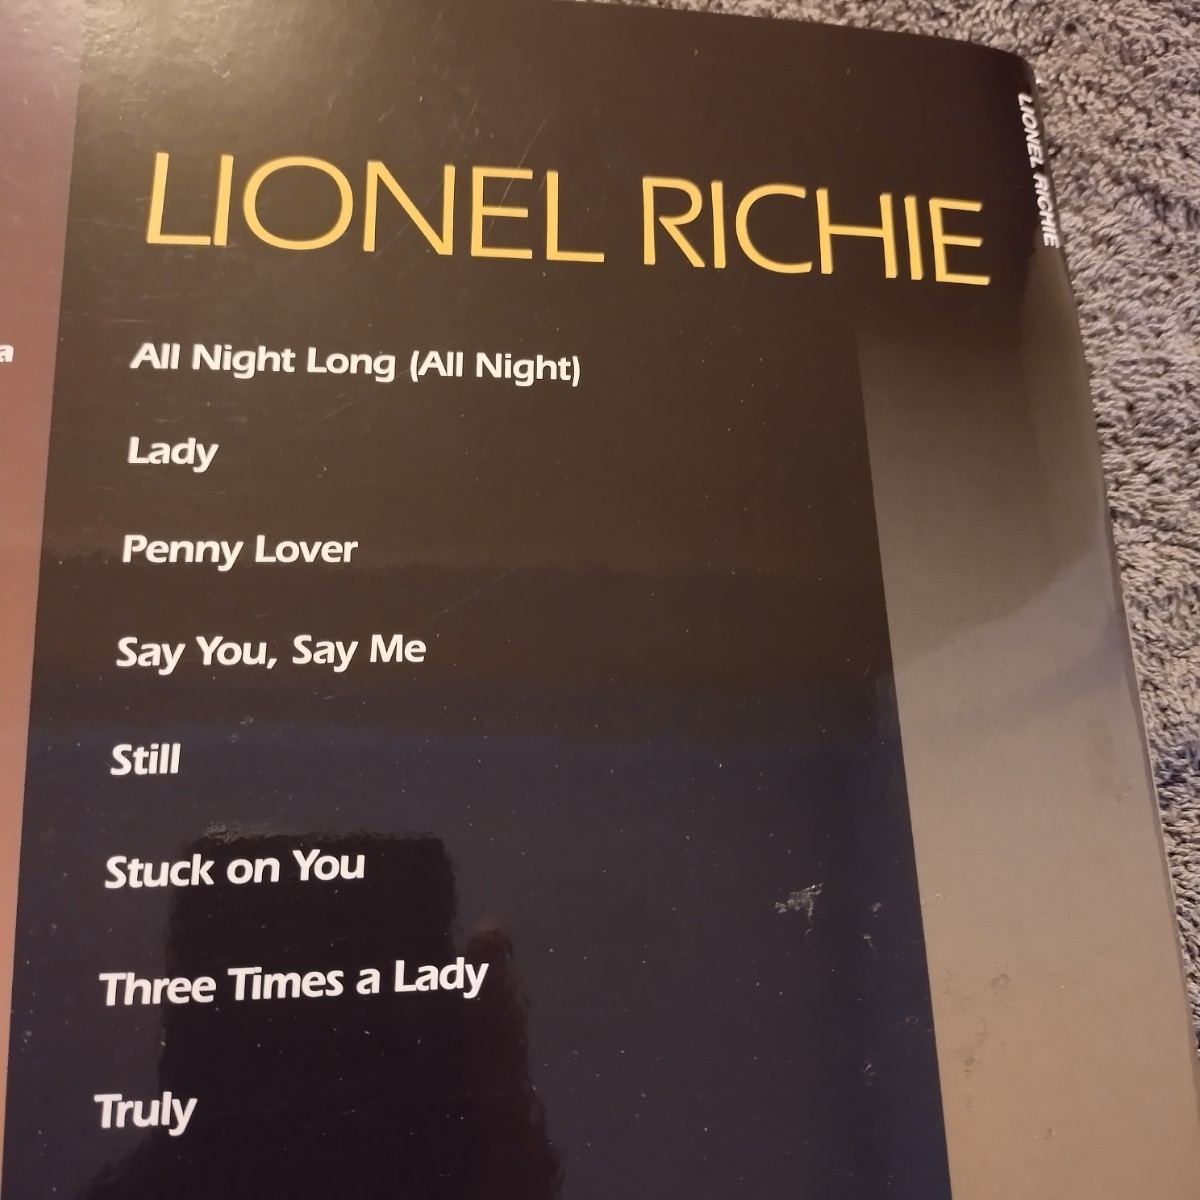 LIONEL RICHIE
All Night Long (All Night)
Lady
Penny Lover
Say You, Say Me
Still
Stuck on You
Three Times a Lady
Truly
LIONEL RICHIE
a